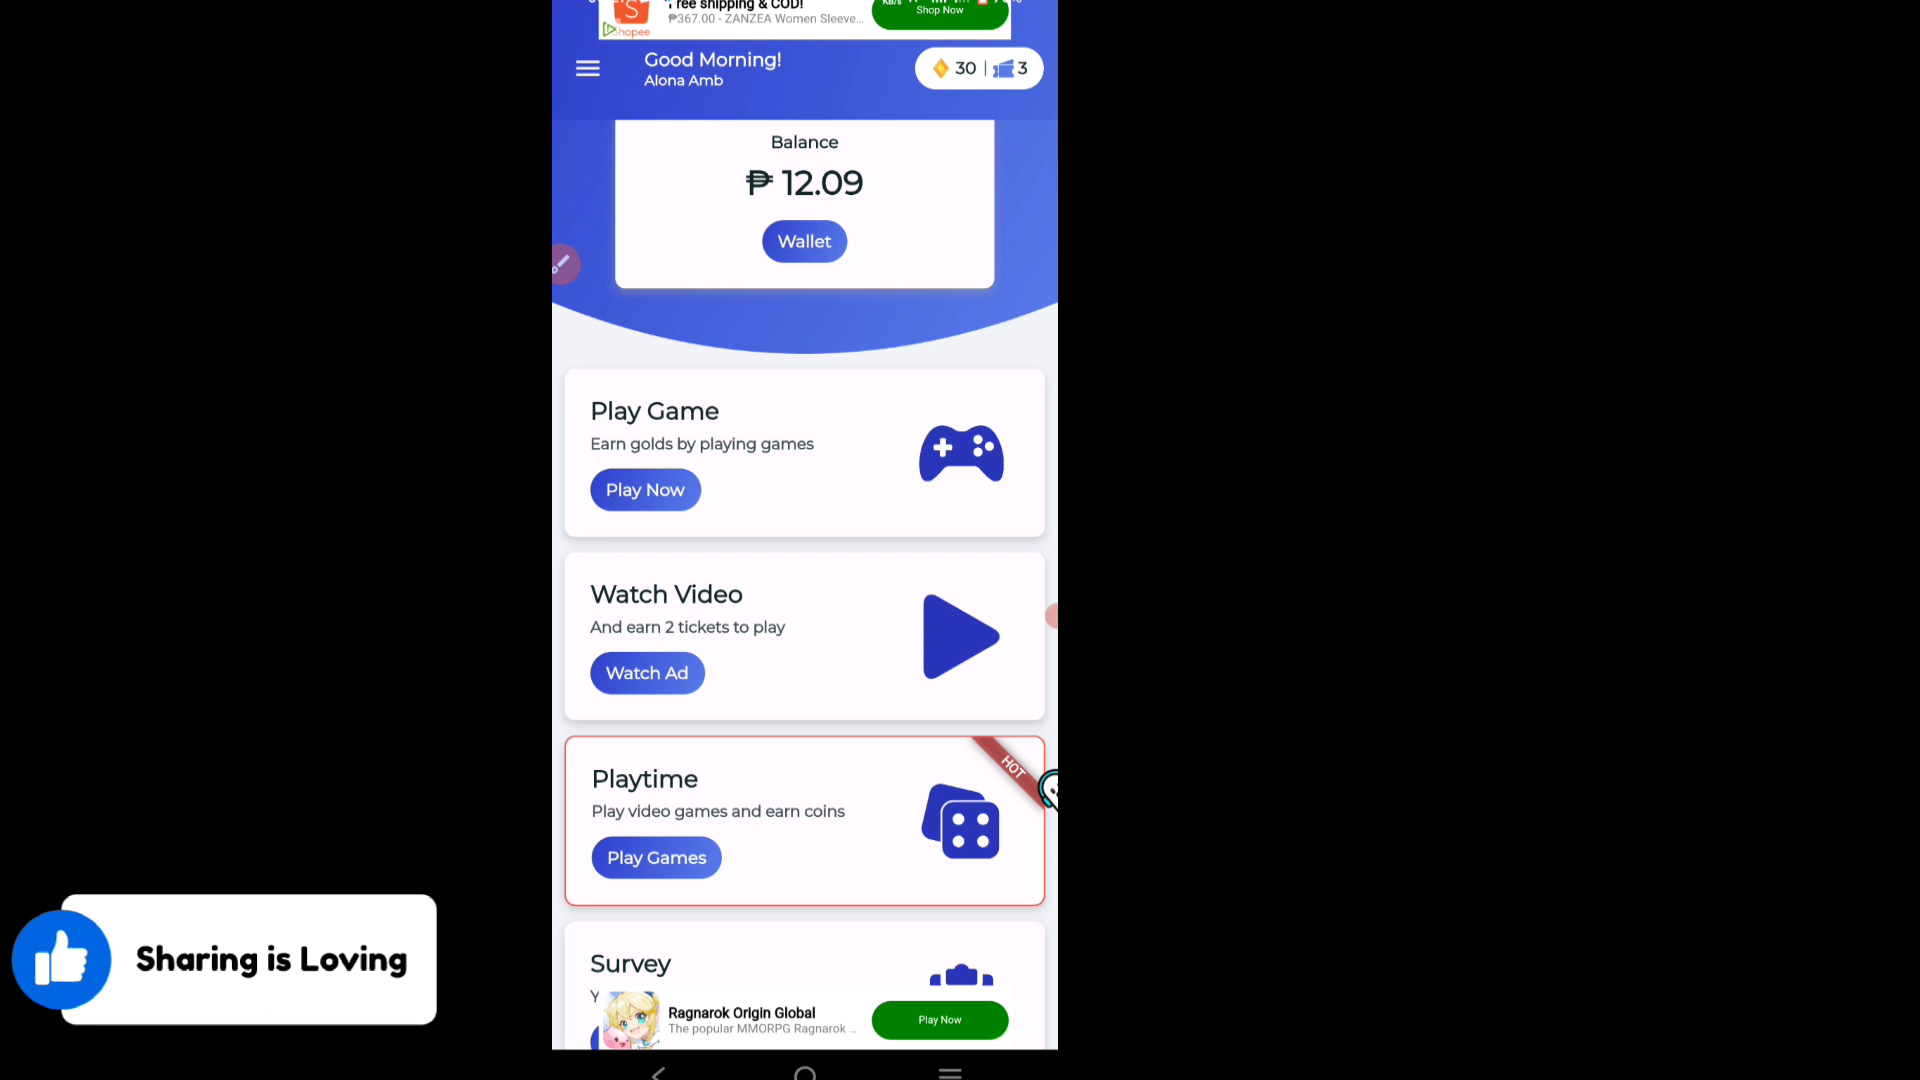 Free shipping & COD!
₱367.00 - ZANZEA Women Sleeve...
Shop Now
Shopee
Good Morning!
Alona Amb
30 | 3
Balance
₱ 12.09
Wallet
Play Game
Earn golds by playing games
Play Now
Watch Video
And earn 2 tickets to play
Watch Ad
HOT
Playtime
Play video games and earn coins
Play Games
Survey
Y
Ragnarok Origin Global
The popular MMORPG Ragnarok ...
Play Now
Sharing is Loving